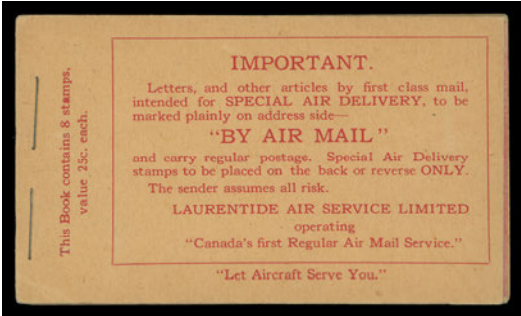 This Book contains 8 stamps,
value 25c. each.
IMPORTANT.
Letters, and other articles by first class mail,
intended for SPECIAL AIR DELIVERY, to be
marked plainly on address side—
"BY AIR MAIL"
and carry regular postage. Special Air Delivery
stamps to be placed on the back or reverse ONLY.
The sender assumes all risk.
LAURENTIDE AIR SERVICE LIMITED
operating
"Canada's first Regular Air Mail Service."
"Let Aircraft Serve You."